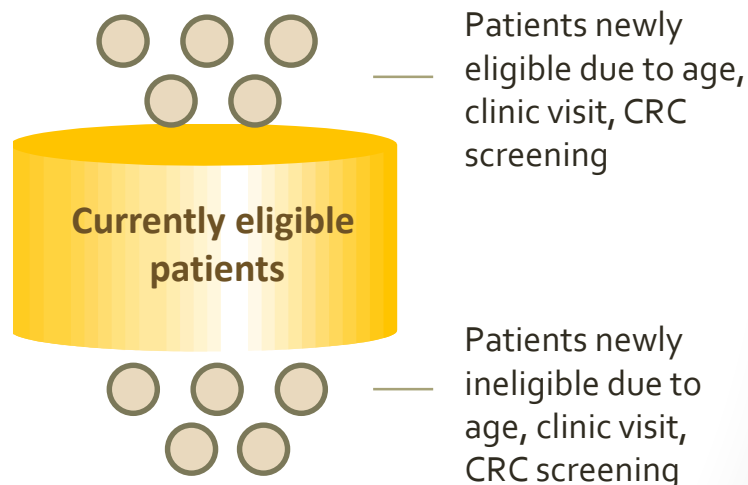 Patients newly
eligible due to age,
clinic visit, CRC
screening
Currently eligible
patients
Patients newly
ineligible due to
age, clinic visit,
CRC screening